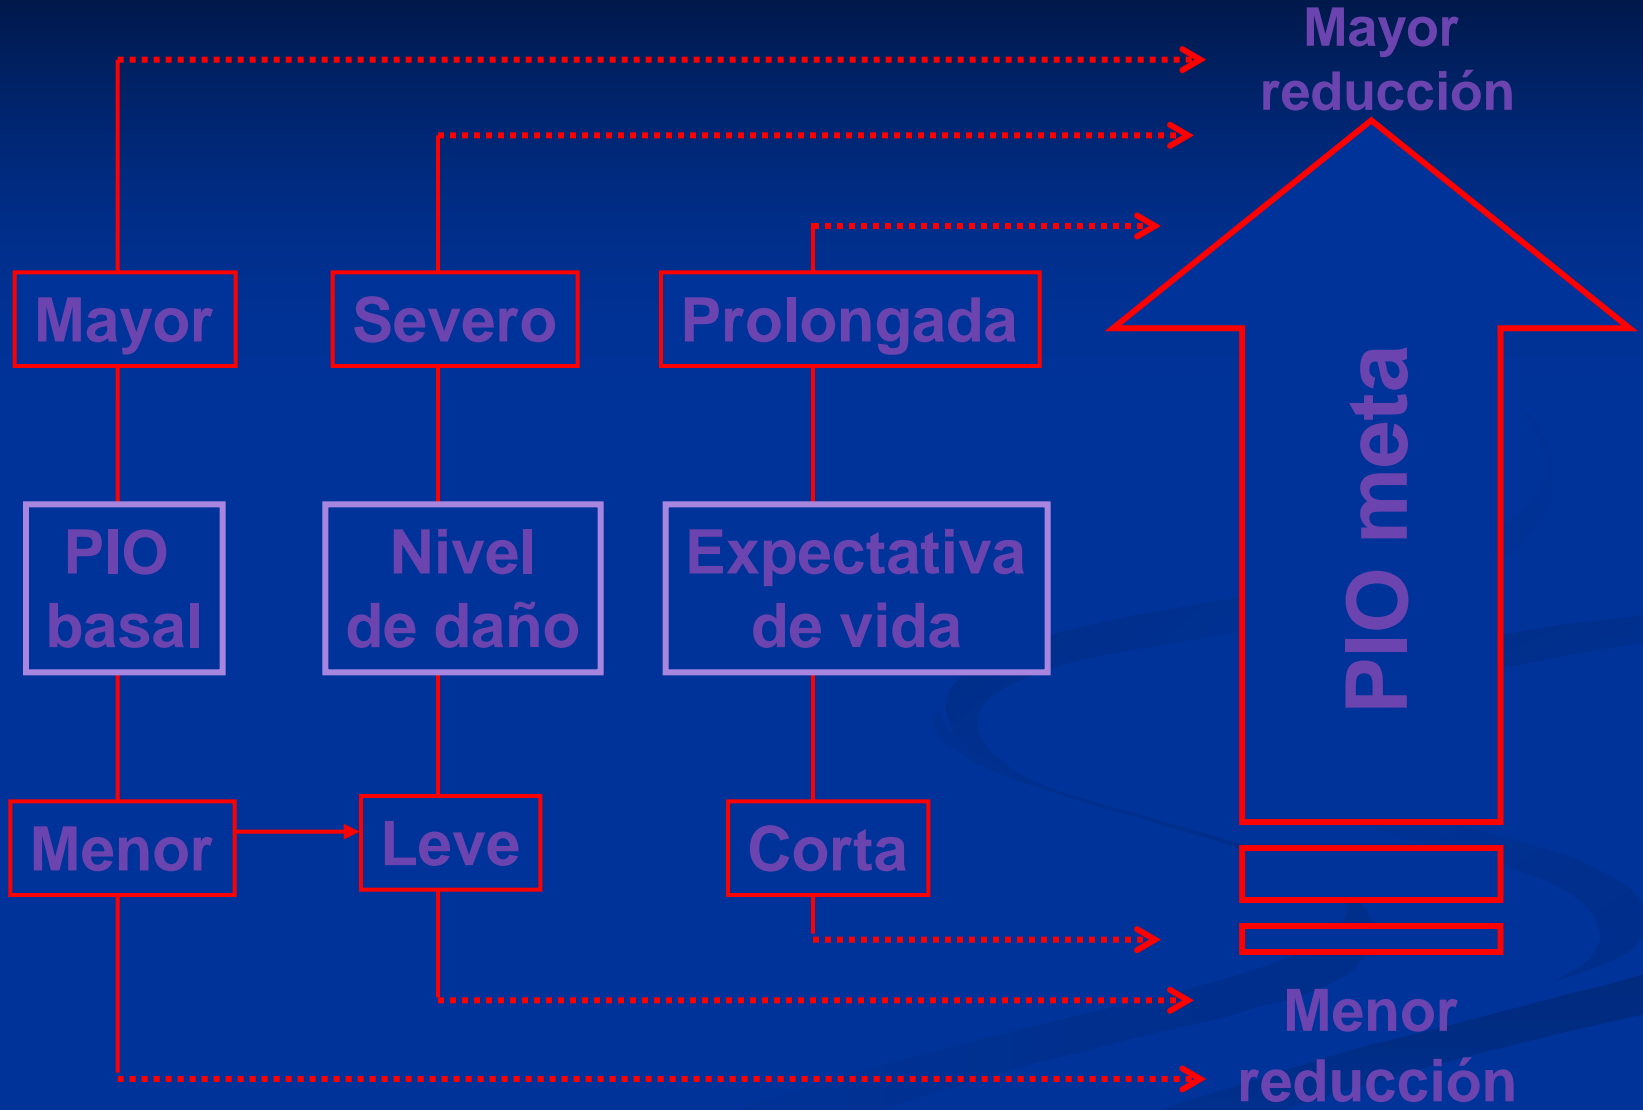 Mayor
reducción
Mayor
Severo
Prolongada
PIO
basal
Nivel
de daño
Expectativa
de vida
PIO meta
Menor
Leve
Corta
Menor
reducción